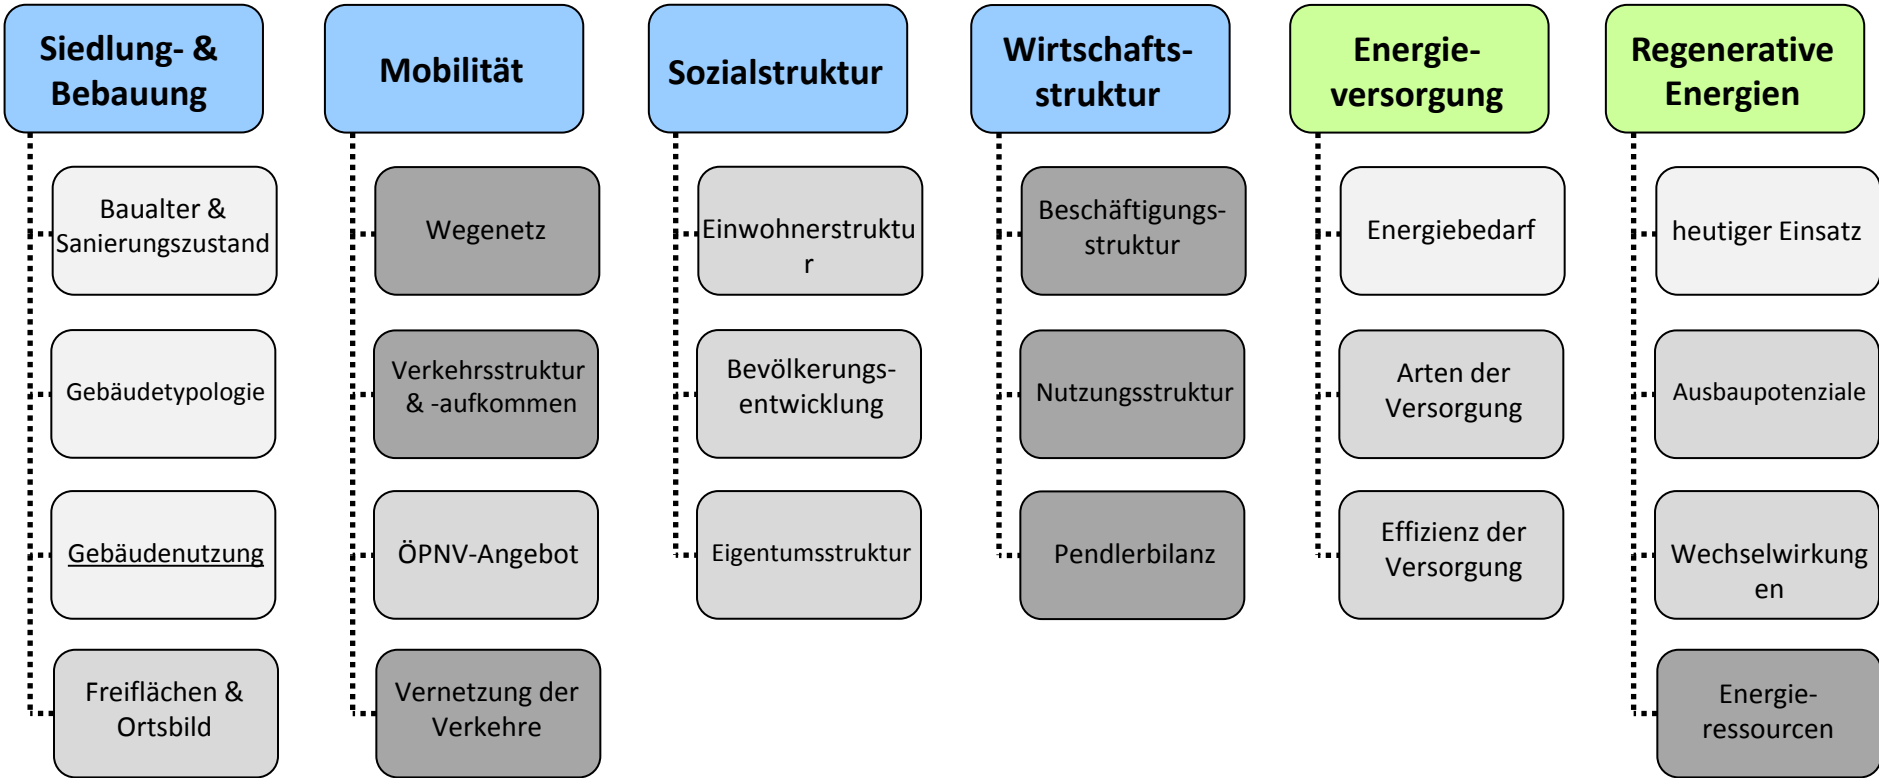 Siedlung- &
Bebauung
Baualter &
Sanierungszustand
Gebäudetypologie
Gebäudenutzung
Freiflächen &
Ortsbild
Mobilität
Wegenetz
Verkehrsstruktur
& -aufkommen
ÖPNV-Angebot
Vernetzung der
Verkehre
Sozialstruktur
Einwohnerstruktu
r
Bevölkerungs-
entwicklung
Eigentumsstruktur
Wirtschafts-
struktur
Beschäftigungs-
struktur
Nutzungsstruktur
Pendlerbilanz
Energie-
versorgung
Energiebedarf
Arten der
Versorgung
Effizienz der
Versorgung
Regenerative
Energien
heutiger Einsatz
Ausbaupotenziale
Wechselwirkung
en
Energie-
ressourcen